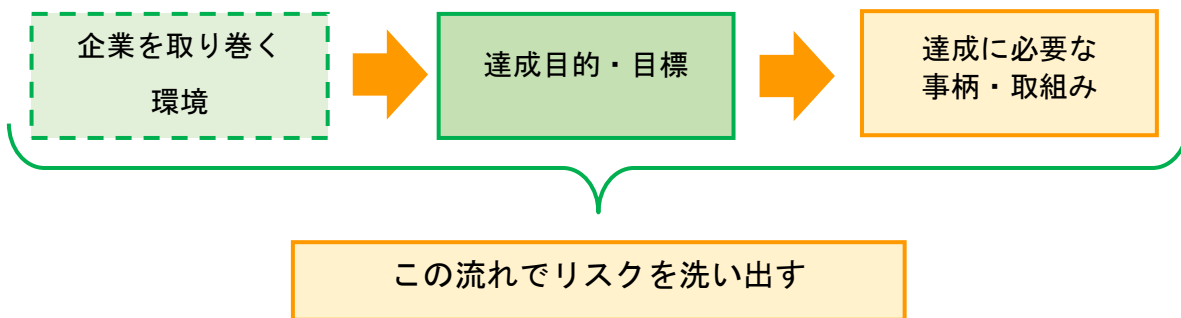 企業を取り巻く
環境
達成目的・目標
達成に必要な
事柄・取組み
この流れでリスクを洗い出す